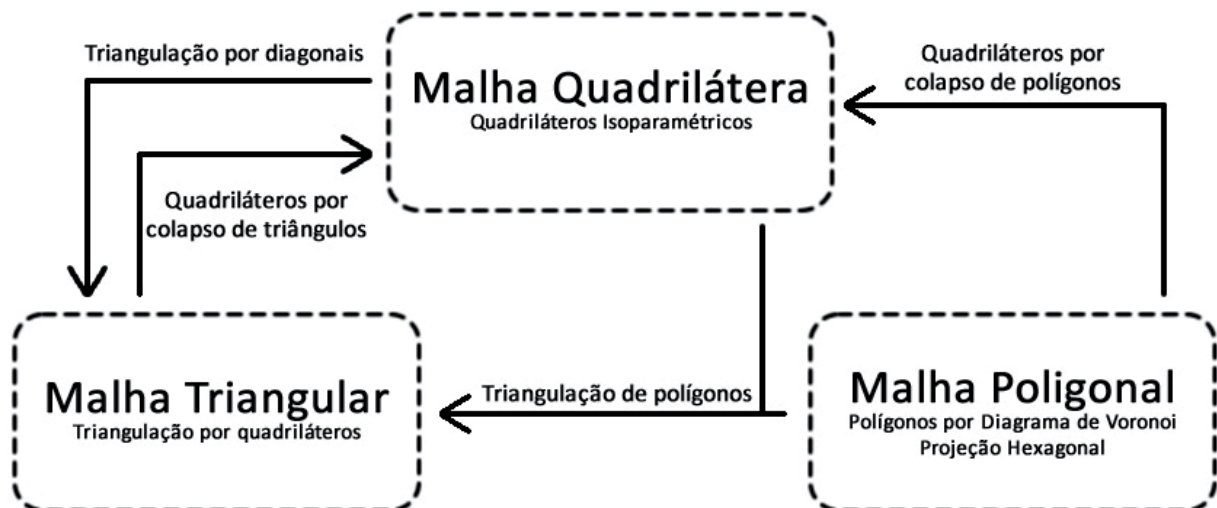 Triangulação por diagonais
Malha Quadrilátera
Quadriláteros Isoparamétricos
Quadriláteros por
colapso de polígonos
Quadriláteros por
colapso de triângulos
Malha Triangular
Triangulação por quadriláteros
Triangulação de polígonos
Malha Poligonal
Polígonos por Diagrama de Voronoi
Projeção Hexagonal